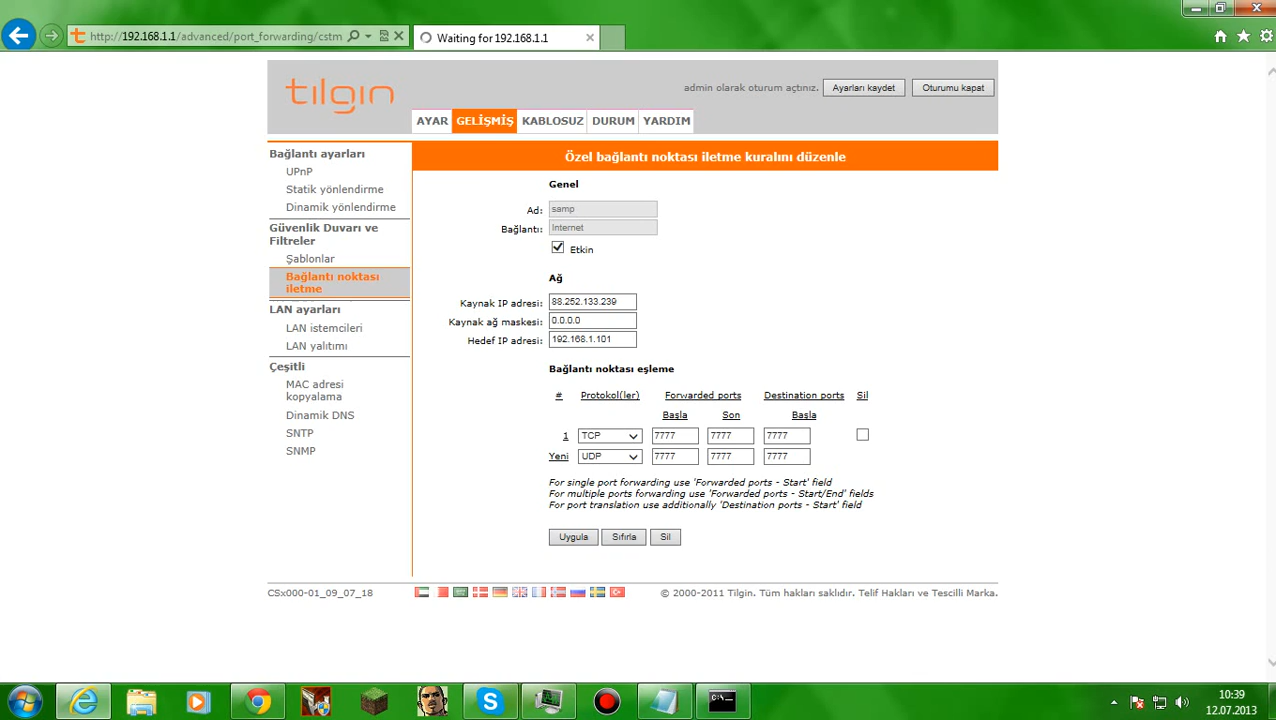 http://192.168.1.1/advanced/port_forwarding/cstm
Waiting for 192.168.1.1
tilgin
admin olarak oturum açtınız.
Ayarları kaydet
Oturumu kapat
AYAR
GELİŞMİŞ
KABLOSUZ
DURUM
YARDIM
Bağlantı ayarları
UPnP
Statik yönlendirme
Dinamik yönlendirme
Güvenlik Duvarı ve
Filtreler
Şablonlar
Bağlantı noktası
iletme
LAN ayarları
LAN istemcileri
LAN yalıtımı
Çeşitli
MAC adresi
kopyalama
Dinamik DNS
SNTP
SNMP
Özel bağlantı noktası iletme kuralını düzenle
Genel
Ad: samp
Bağlantı: Internet
Etkin
Ağ
Kaynak IP adresi: 88.252.133.239
Kaynak ağ maskesi: 0.0.0.0
Hedef IP adresi: 192.168.1.101
Bağlantı noktası eşleme
# Protokol(ler) Forwarded ports Destination ports Sil
Başla Son Başla
1 TCP 7777 7777 7777
Yeni UDP 7777 7777 7777
For single port forwarding use 'Forwarded ports - Start' field
For multiple ports forwarding use 'Forwarded ports - Start/End' fields
For port translation use additionally 'Destination ports - Start' field
Uygula
Sıfırla
Sil
CSx000-01_09_07_18
© 2000-2011 Tilgin. Tüm hakları saklıdır. Telif Hakları ve Tescilli Marka.
10:39
12.07.2013